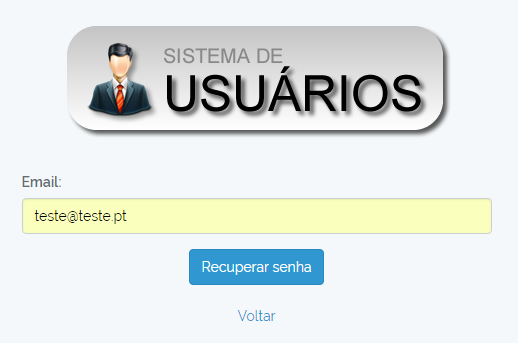 SISTEMA DE
USUÁRIOS
Email:
teste@teste.pt
Recuperar senha
Voltar